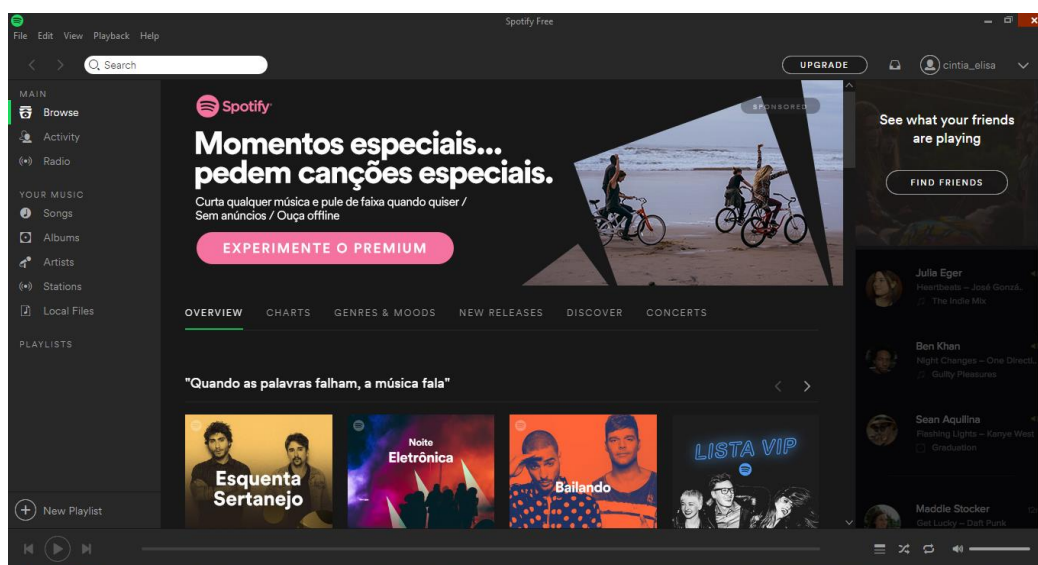 Spotify Free
File Edit View Playback Help
Search
UPGRADE
cintia_elisa
MAIN
Browse
Activity
Radio
YOUR MUSIC
Songs
Albums
Artists
Stations
Local Files
PLAYLISTS
New Playlist
Spotify
SPONSORED
Momentos especiais...
pedem canções especiais.
Curta qualquer música e pule de faixa quando quiser /
Sem anúncios / Ouça offline
EXPERIMENTE O PREMIUM
OVERVIEW CHARTS GENRES & MOODS NEW RELEASES DISCOVER CONCERTS
"Quando as palavras falham, a música fala"
Esquenta
Sertanejo
Noite
Eletrônica
Bailando
LISTA VIP
See what your friends
are playing
FIND FRIENDS
Julia Eger
Heartbeats – José Gonzá..
The Indie Mix
Ben Khan
Night Changes – One Directi..
Guilty Pleasures
Sean Aquilina
Flashing Lights – Kanye West
Graduation
Maddie Stocker
Get Lucky – Daft Punk